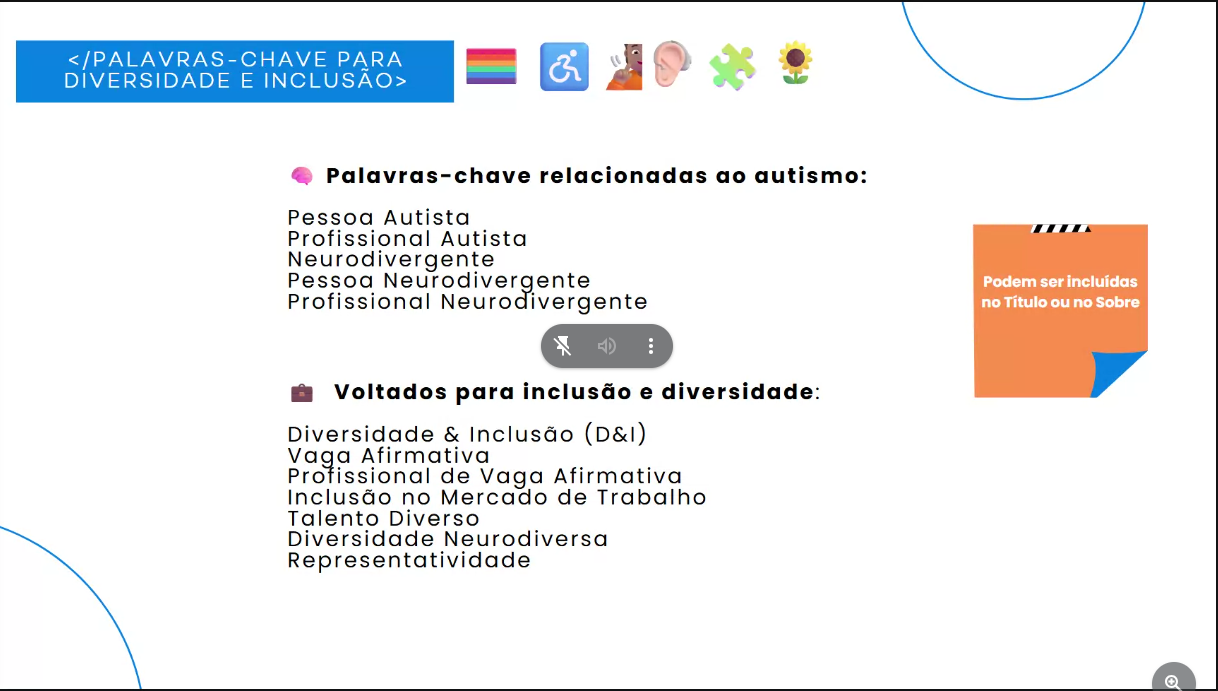 </PALAVRAS-CHAVE PARA
DIVERSIDADE E INCLUSÃO>
Palavras-chave relacionadas ao autismo:
Pessoa Autista
Profissional Autista
Neurodivergente
Pessoa Neurodivergente
Profissional Neurodivergente
Podem ser incluídas
no Título ou no Sobre
Voltados para inclusão e diversidade:
Diversidade & Inclusão (D&I)
Vaga Afirmativa
Profissional de Vaga Afirmativa
Inclusão no Mercado de Trabalho
Talento Diverso
Diversidade Neurodiversa
Representatividade